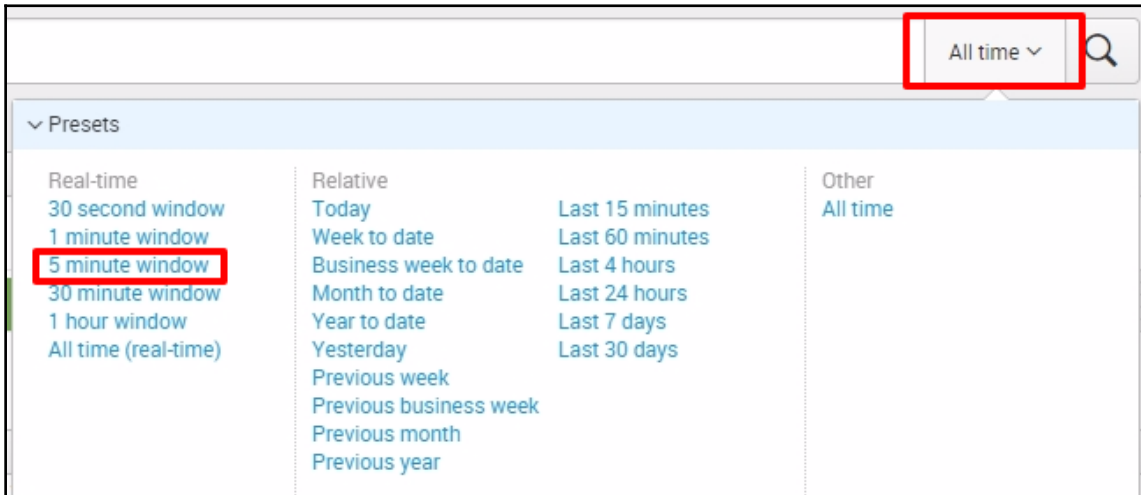 All time
Presets
Real-time
30 second window
1 minute window
5 minute window
30 minute window
1 hour window
All time (real-time)
Relative
Today
Week to date
Business week to date
Month to date
Year to date
Yesterday
Previous week
Previous business week
Previous month
Previous year
Last 15 minutes
Last 60 minutes
Last 4 hours
Last 24 hours
Last 7 days
Last 30 days
Other
All time